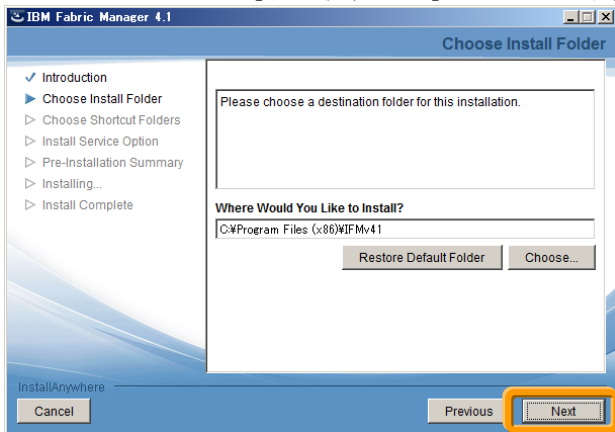 IBM Fabric Manager 4.1
Choose Install Folder
Introduction
Choose Install Folder
Choose Shortcut Folders
Install Service Option
Pre-Installation Summary
Installing...
Install Complete
Please choose a destination folder for this installation.
Where Would You Like to Install?
C:¥Program Files (x86)¥IFMv41
Restore Default Folder
Choose...
InstallAnywhere
Cancel
Previous
Next